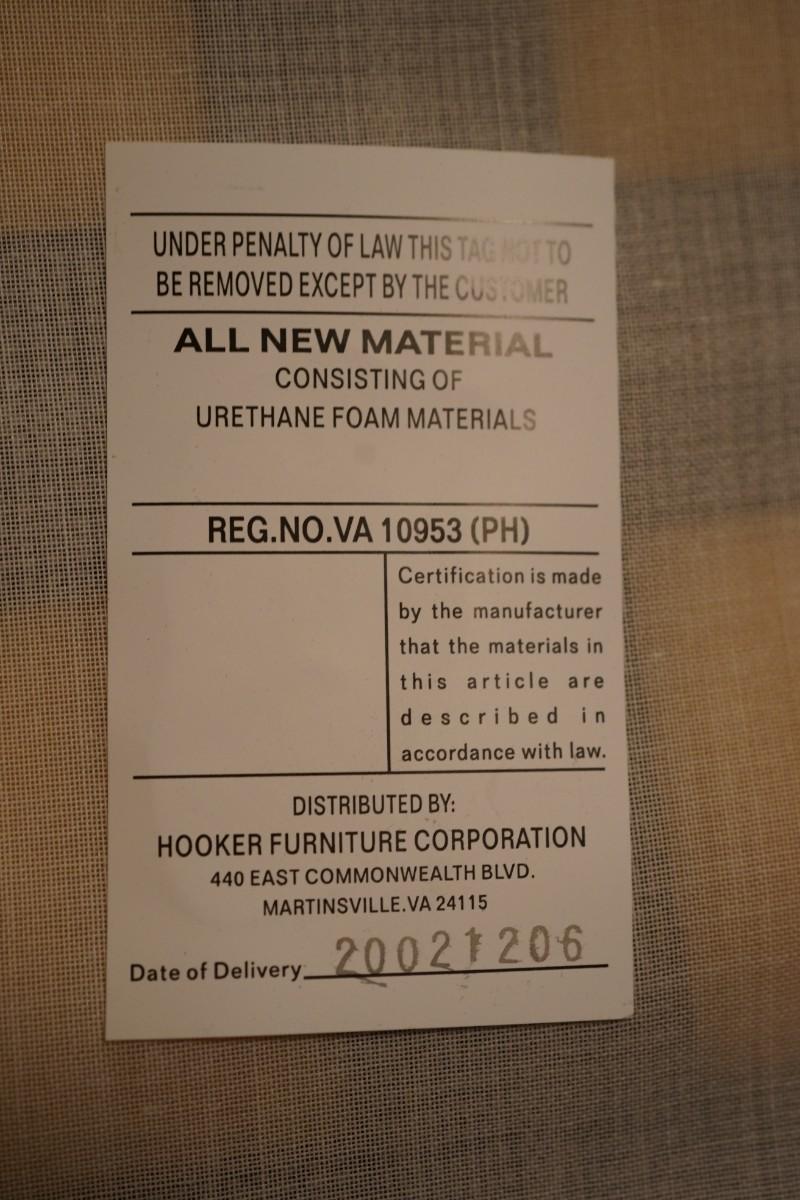 UNDER PENALTY OF LAW THIS TAG NOT TO
BE REMOVED EXCEPT BY THE CUSTOMER
ALL NEW MATERIAL
CONSISTING OF
URETHANE FOAM MATERIALS
REG.NO.VA 10953 (PH)
Certification is made
by the manufacturer
that the materials in
this article are
described in
accordance with law.
DISTRIBUTED BY:
HOOKER FURNITURE CORPORATION
440 EAST COMMONWEALTH BLVD.
MARTINSVILLE.VA 24115
Date of Delivery 20021206